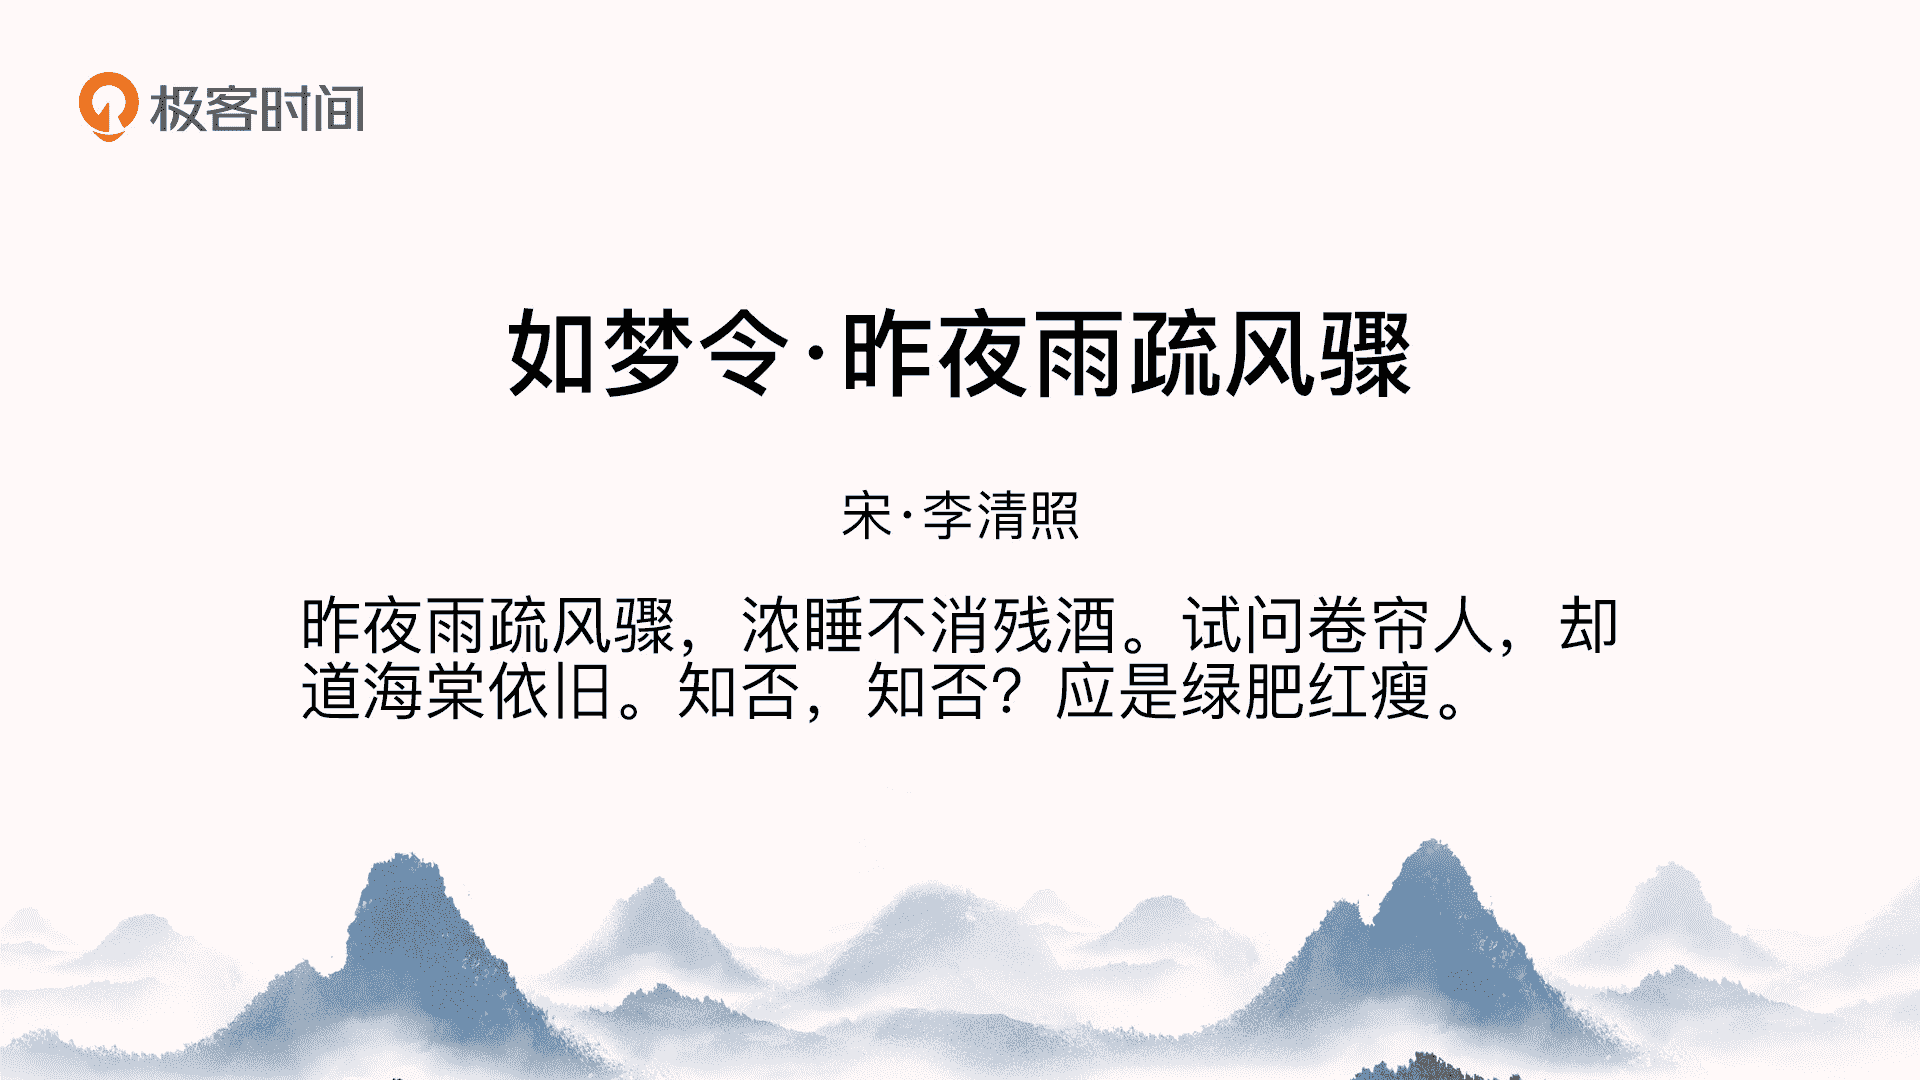 极客时间
如梦令·昨夜雨疏风骤
宋·李清照
昨夜雨疏风骤，浓睡不消残酒。试问卷帘人，却
道海棠依旧。知否，知否？应是绿肥红瘦。